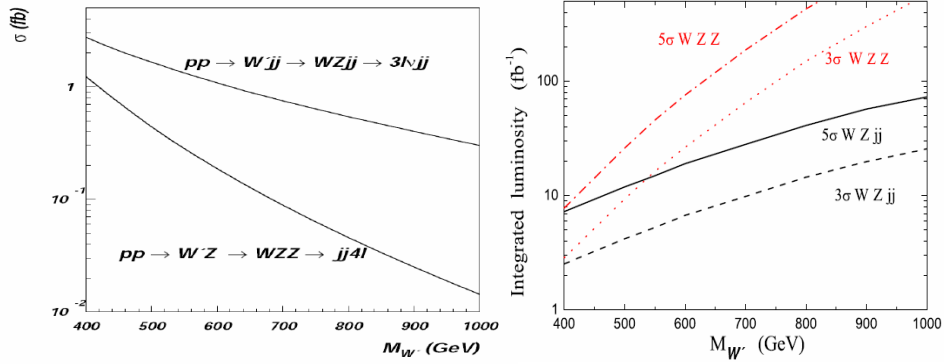 σ (fb)
1
10 -1
10 -2
400 500 600 700 800 900 1000
M W´ (GeV)
pp → W´jj → WZjj → 3lνjj
pp → W´Z → WZZ → jj4l
Integrated luminosity (fb-1)
100
10
1
400 500 600 700 800 900 1000
M W´ (GeV)
5σ W Z Z
3σ W Z Z
5σ W Z jj
3σ W Z jj